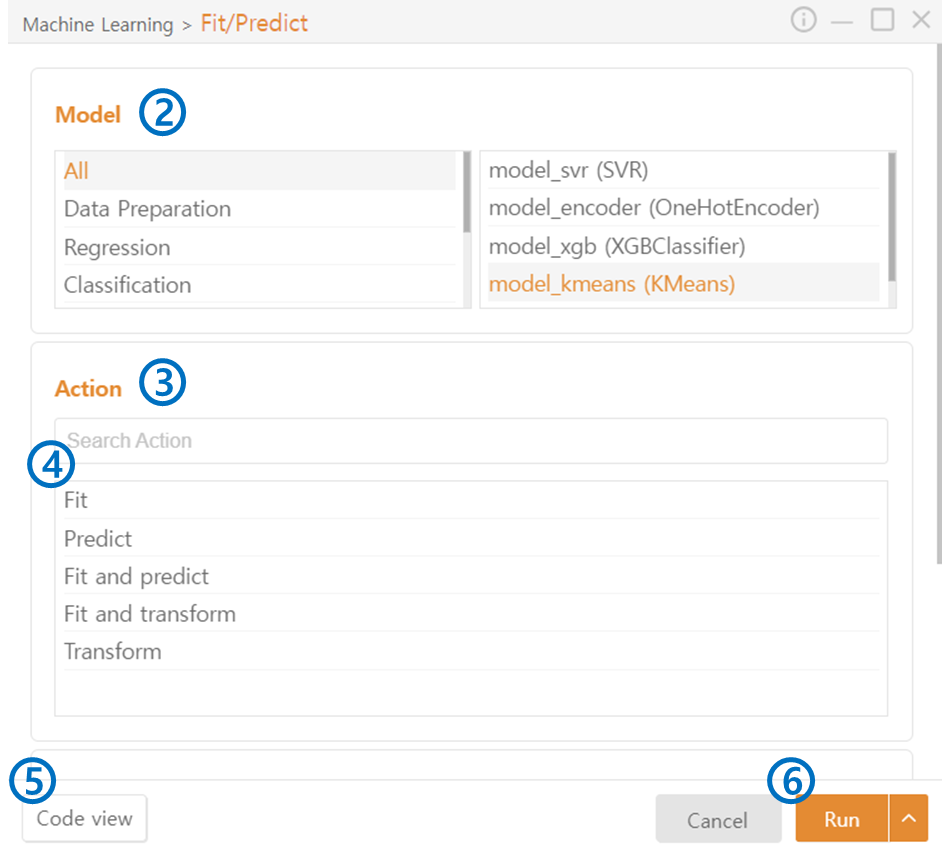 Machine Learning > Fit/Predict
Model ②
All
Data Preparation
Regression
Classification
model_svr (SVR)
model_encoder (OneHotEncoder)
model_xgb (XGBClassifier)
model_kmeans (KMeans)
Action ③
Search Action
④
Fit
Predict
Fit and predict
Fit and transform
Transform
⑤ ⑥
Code view Cancel Run